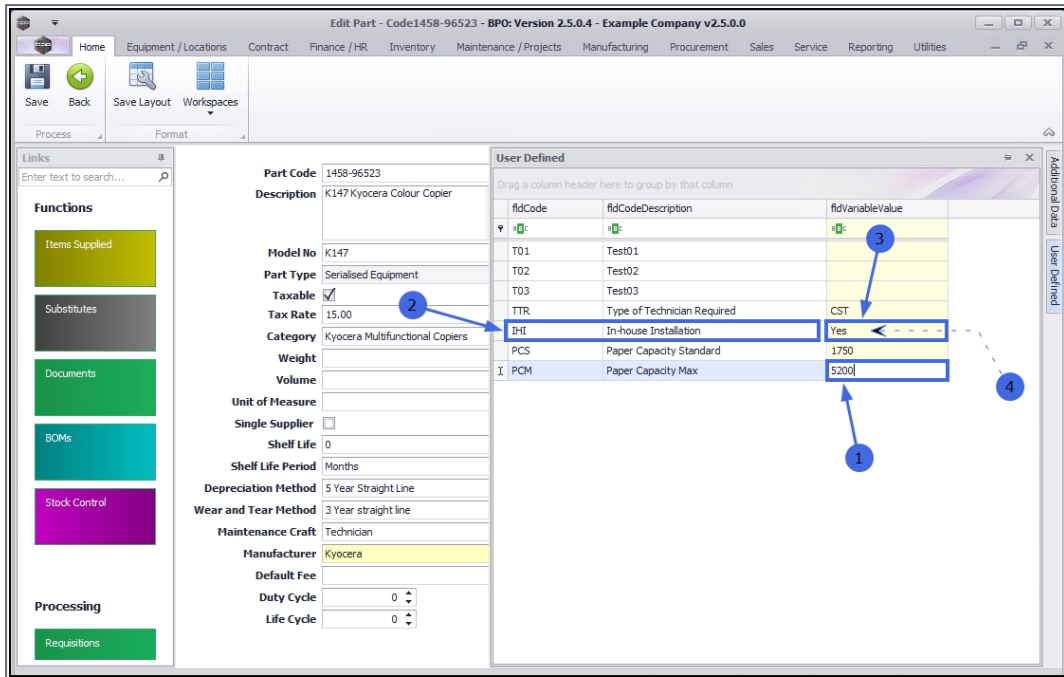 Edit Part - Code1458-96523 - BPO: Version 2.5.0.4 - Example Company v2.5.0.0
Home Equipment / Locations Contract Finance / HR Inventory Maintenance / Projects Manufacturing Procurement Sales Service Reporting Utilities
Save Back Save Layout Workspaces
Process Format
Links
Enter text to search...
Functions
Items Supplied
Substitutes
Documents
BOMs
Stock Control
Processing
Requisitions
Part Code 1458-96523
Description K147 Kyocera Colour Copier
Model No K147
Part Type Serialised Equipment
Taxable
Tax Rate 15.00
Category Kyocera Multifunctional Copiers
Weight
Volume
Unit of Measure
Single Supplier
Shelf Life 0
Shelf Life Period Months
Depreciation Method 5 Year Straight Line
Wear and Tear Method 3 Year straight line
Maintenance Craft Technician
Manufacturer Kyocera
Default Fee
Duty Cycle 0
Life Cycle 0
User Defined
Drag a column header here to group by that column
fldCode fldCodeDescription fldVariableValue
T01 Test01
T02 Test02
T03 Test03
TTR Type of Technician Required CST
IHI In-house Installation Yes
PCS Paper Capacity Standard 1750
PCM Paper Capacity Max 5200
1
2
3
4
Additional Data
User Defined